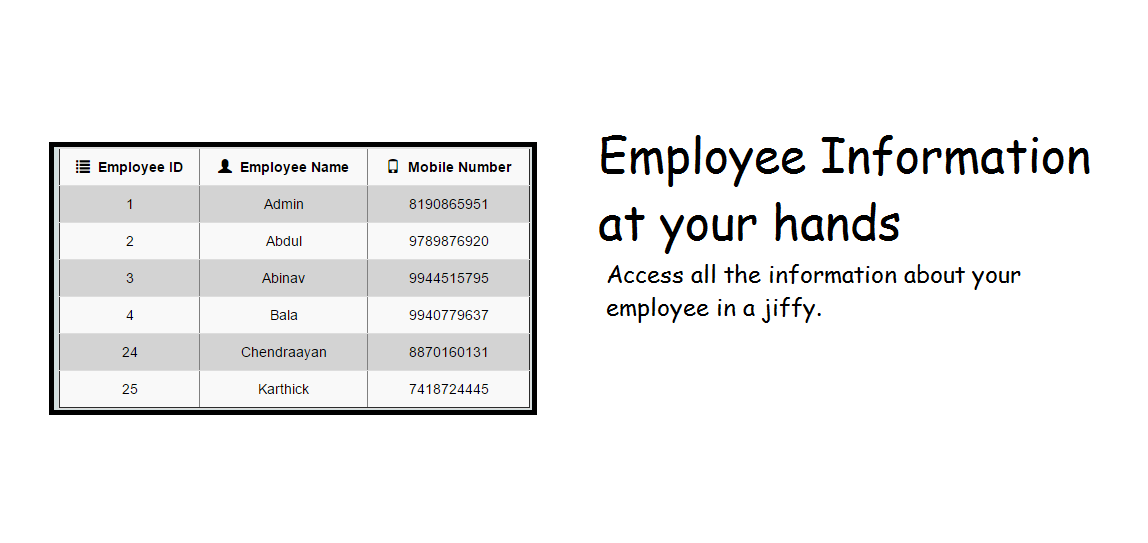 Employee ID Employee Name Mobile Number
1 Admin 8190865951
2 Abdul 9789876920
3 Abinav 9944515795
4 Bala 9940779637
24 Chendraayan 8870160131
25 Karthick 7418724445
Employee Information
at your hands
Access all the information about your
employee in a jiffy.